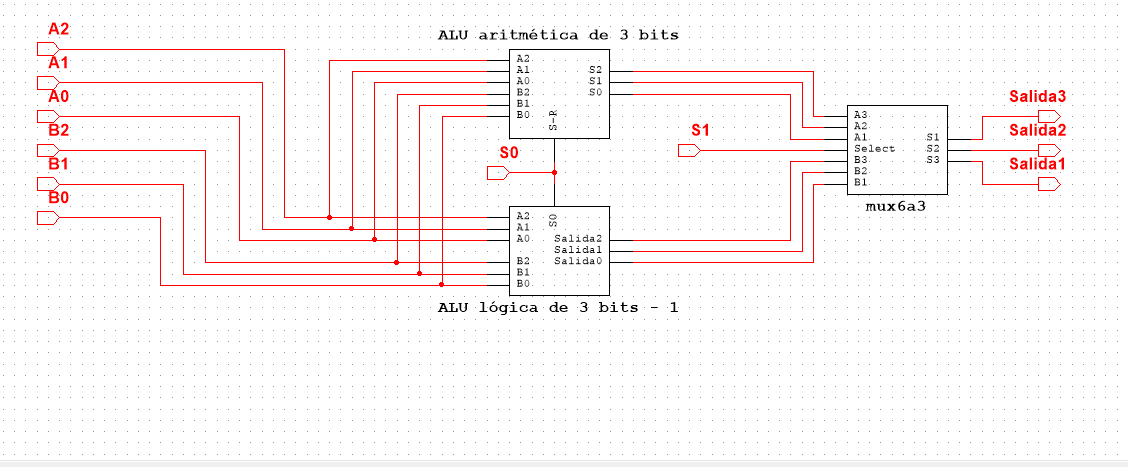 A2
A1
A0
B2
B1
B0
ALU aritmética de 3 bits
A2
A1
A0
B2
B1
B0
S2
S1
S0
S-R
S0
S1
A2
A1
A0
B2
B1
B0
S0
Salida2
Salida1
Salida0
ALU lógica de 3 bits - 1
A3
A2
A1
Select
B3
B2
B1
S1
S2
S3
mux6a3
Salida3
Salida2
Salida1